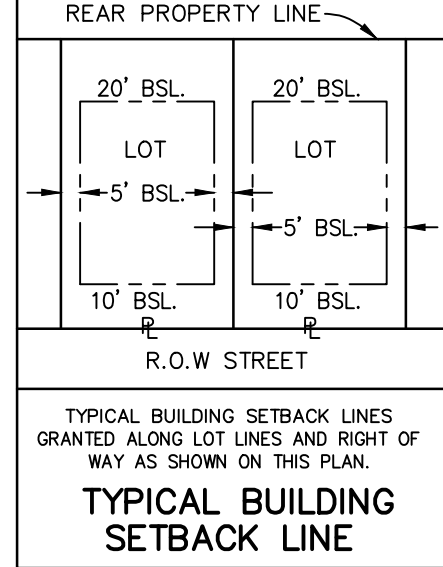 REAR PROPERTY LINE
20' BSL. 20' BSL.
LOT LOT
5' BSL.
5' BSL.
10' BSL. 10' BSL.
PL PL
R.O.W STREET
TYPICAL BUILDING SETBACK LINES
GRANTED ALONG LOT LINES AND RIGHT OF
WAY AS SHOWN ON THIS PLAN.
TYPICAL BUILDING
SETBACK LINE